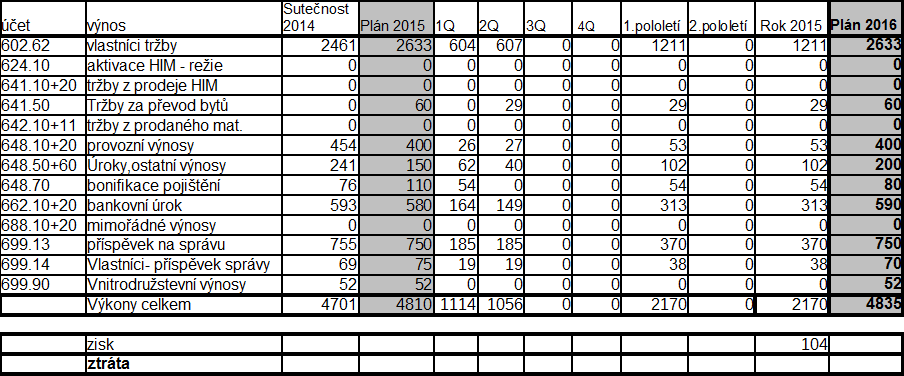 účet výnos Sutečnost 2014 Plán 2015 1Q 2Q 3Q 4Q 1.pololetí 2.pololetí Rok 2015 Plán 2016
602.62 vlastníci tržby 2461 2633 604 607 0 0 1211 0 1211 2633
624.10 aktivace HIM - režie 0 0 0 0 0 0 0 0 0 0
641.10+20 tržby z prodeje HIM 0 0 0 0 0 0 0 0 0 0
641.50 Tržby za převod bytů 0 60 0 29 0 0 29 0 29 60
642.10+11 tržby z prodaného mat. 0 0 0 0 0 0 0 0 0 0
648.10+20 provozní výnosy 454 400 26 27 0 0 53 0 53 400
648.50+60 Úroky,ostatní výnosy 241 150 62 40 0 0 102 0 102 200
648.70 bonifikace pojištění 76 110 54 0 0 0 54 0 54 80
662.10+20 bankovní úrok 593 580 164 149 0 0 313 0 313 590
688.10+20 mimořádné výnosy 0 0 0 0 0 0 0 0 0 0
699.13 příspěvek na správu 755 750 185 185 0 0 370 0 370 750
699.14 Vlastníci- příspěvek správy 69 75 19 19 0 0 38 0 38 70
699.90 Vnitrodružstevní výnosy 52 52 0 0 0 0 0 0 0 52
Výkony celkem 4701 4810 1114 1056 0 0 2170 0 2170 4835
zisk 104
ztráta